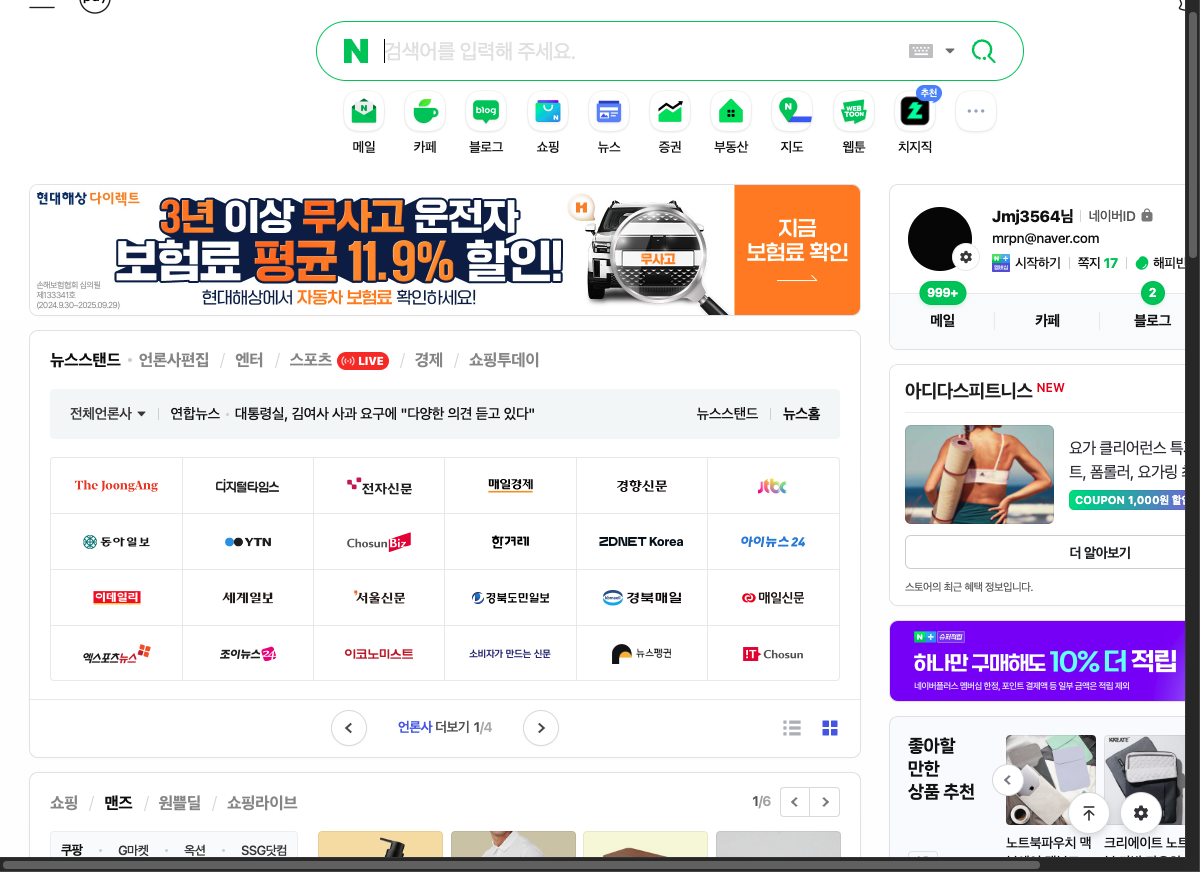 pay
N 검색어를 입력해 주세요.
추천
메일 카페 블로그 쇼핑 뉴스 증권 부동산 지도 웹툰 치지직
현대해상 다이렉트
3년 이상 무사고 운전자
보험료 평균 11.9% 할인!
현대해상에서 자동차 보험료 확인하세요!
손해보험협회 심의필
제133341호
(2024.9.30~2025.09.29)
무사고
지금
보험료 확인
Jmj3564님 네이버ID
mrpn@naver.com
시작하기 쪽지 17 해피빈
999+ 2
메일 카페 블로그
뉴스스탠드 언론사편집 / 엔터 / 스포츠 LIVE / 경제 / 쇼핑투데이
전체언론사 연합뉴스 대통령실, 김여사 사과 요구에 "다양한 의견 듣고 있다" 뉴스스탠드 뉴스홈
The JoongAng 디지털타임스 전자신문 매일경제 경향신문 jtbc
동아일보 YTN ChosunBiz 한겨레 ZDNET Korea 아이뉴스24
이데일리 세계일보 서울신문 경북도민일보 경북매일 매일신문
엑스포츠뉴스 조이뉴스24 이코노미스트 소비자가 만드는 신문 뉴스펭귄 IT Chosun
언론사 더보기 1/4
아디다스피트니스 NEW
요가 클리어런스 특
트, 폼롤러, 요가링
COUPON 1,000원 할인
더 알아보기
스토어의 최근 혜택 정보입니다.
N+ 슈퍼적립
하나만 구매해도 10% 더 적립
네이버플러스 멤버십 한정, 포인트 결제액 등 일부 금액은 적립 제외
좋아할
만한
상품 추천
KREATE
노트북파우치 맥 크리에이트 노트
쇼핑 / 맨즈 / 원쁠딜 / 쇼핑라이브 1/6
쿠팡 G마켓 옥션 SSG닷컴